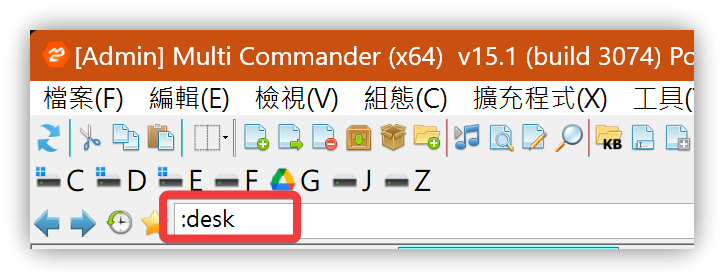 [Admin] Multi Commander (x64) v15.1 (build 3074) Po
檔案(F) 編輯(E) 檢視(V) 組態(C) 擴充程式(X) 工具(
KB
C D E F G J Z
:desk